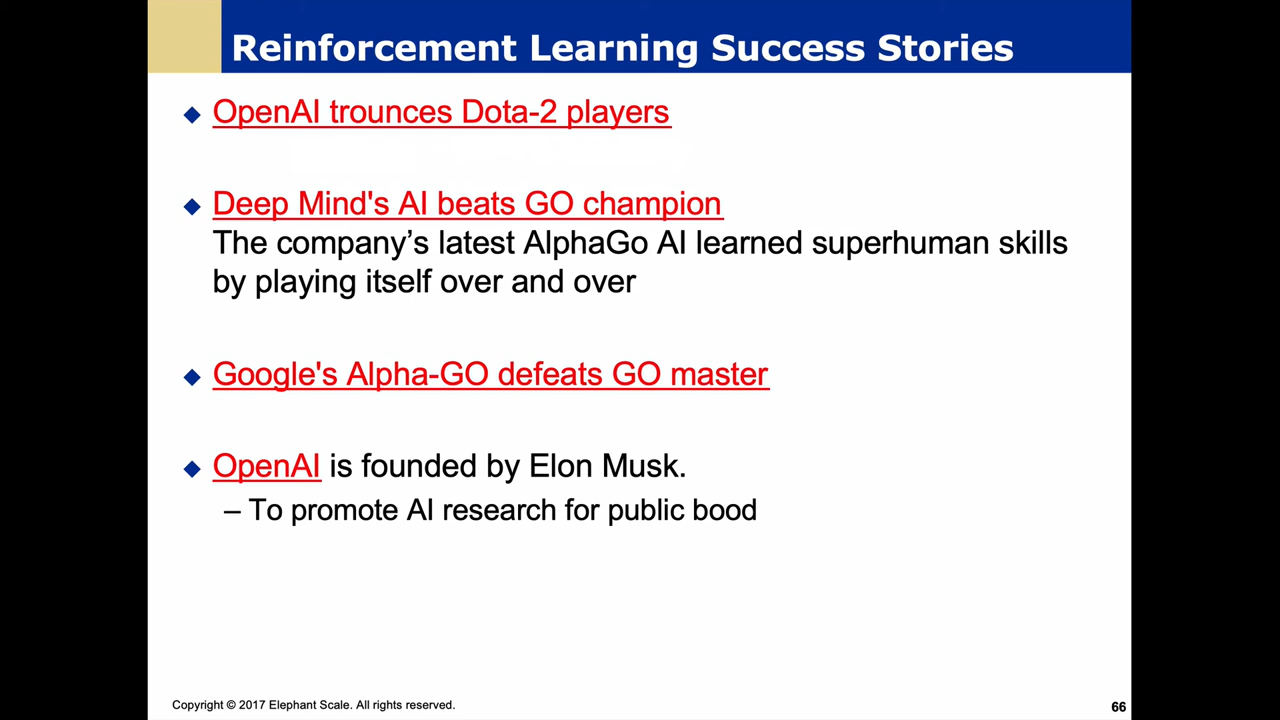 Reinforcement Learning Success Stories
OpenAI trounces Dota-2 players
Deep Mind's AI beats GO champion
The company’s latest AlphaGo AI learned superhuman skills
by playing itself over and over
Google's Alpha-GO defeats GO master
OpenAI is founded by Elon Musk.
– To promote AI research for public bood
Copyright © 2017 Elephant Scale. All rights reserved.
66